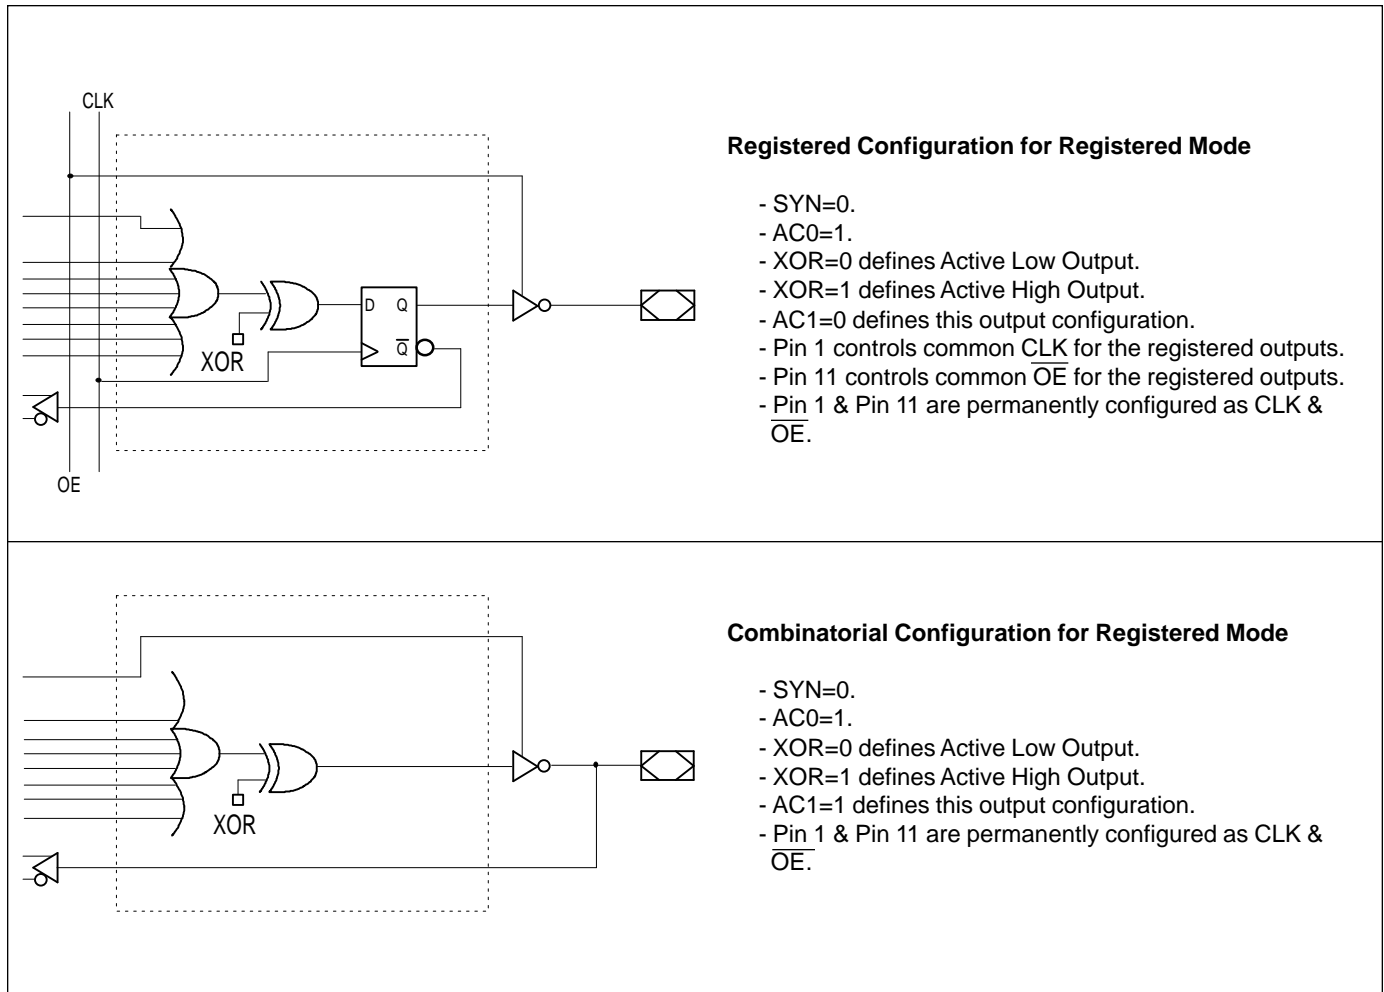 CLK
D Q
Q̅
XOR
OE
Registered Configuration for Registered Mode
- SYN=0.
- AC0=1.
- XOR=0 defines Active Low Output.
- XOR=1 defines Active High Output.
- AC1=0 defines this output configuration.
- Pin 1 controls common CLK for the registered outputs.
- Pin 11 controls common O̅E̅ for the registered outputs.
- Pin 1 & Pin 11 are permanently configured as CLK &
O̅E̅.
XOR
Combinatorial Configuration for Registered Mode
- SYN=0.
- AC0=1.
- XOR=0 defines Active Low Output.
- XOR=1 defines Active High Output.
- AC1=1 defines this output configuration.
- Pin 1 & Pin 11 are permanently configured as CLK &
O̅E̅.